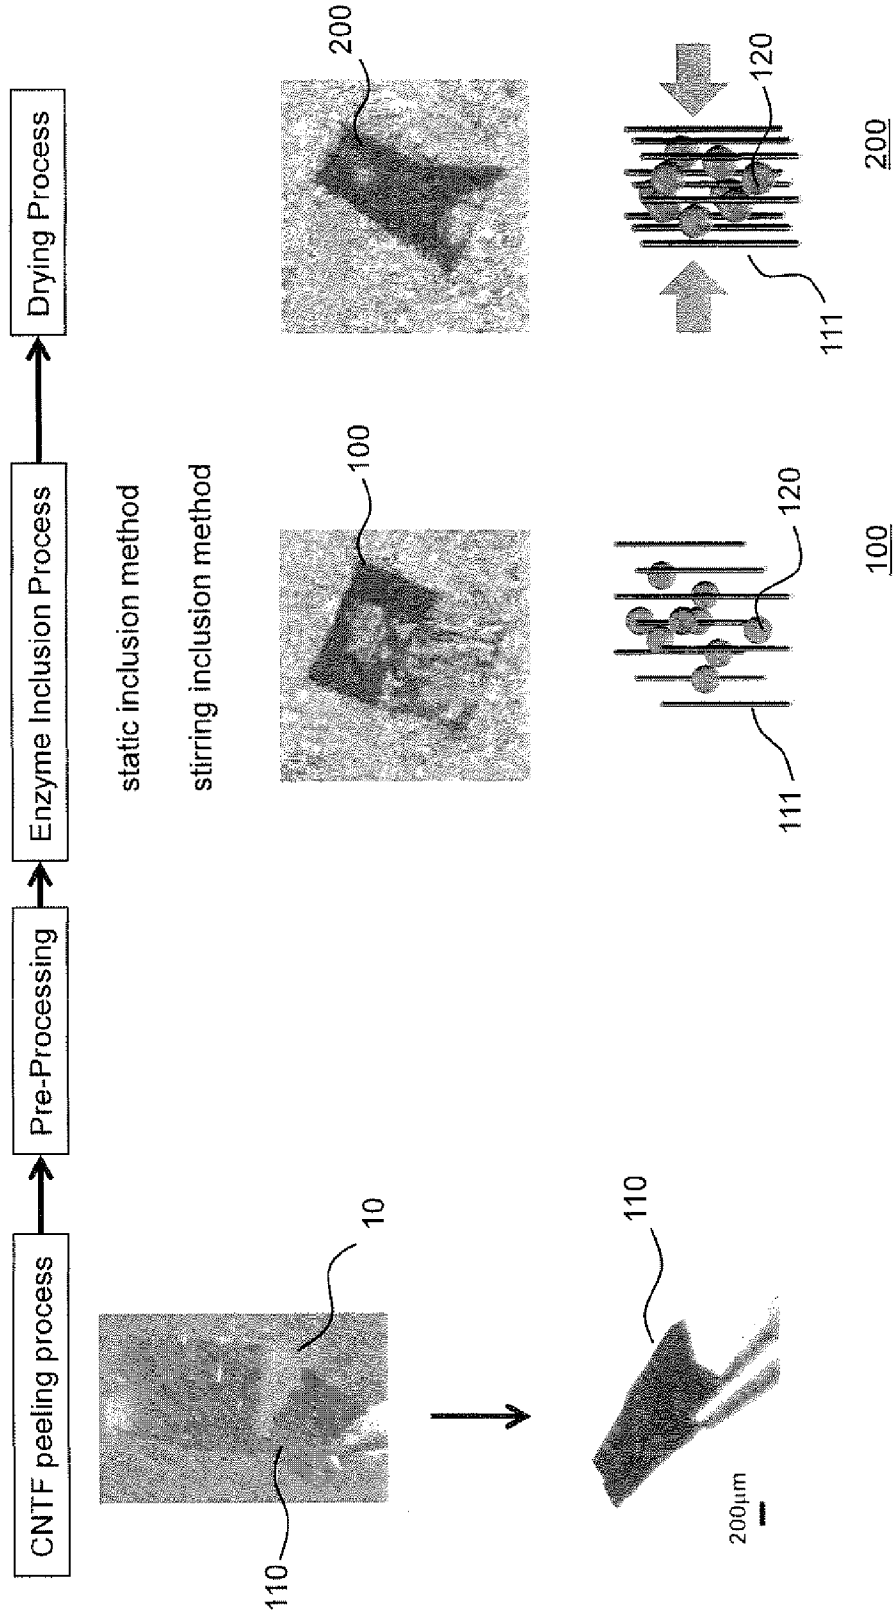 CNTF peeling process
Pre-Processing
Enzyme Inclusion Process
Drying Process
static inclusion method
stirring inclusion method
110
10
100
200
110
200μm
111
120
100
111
120
200